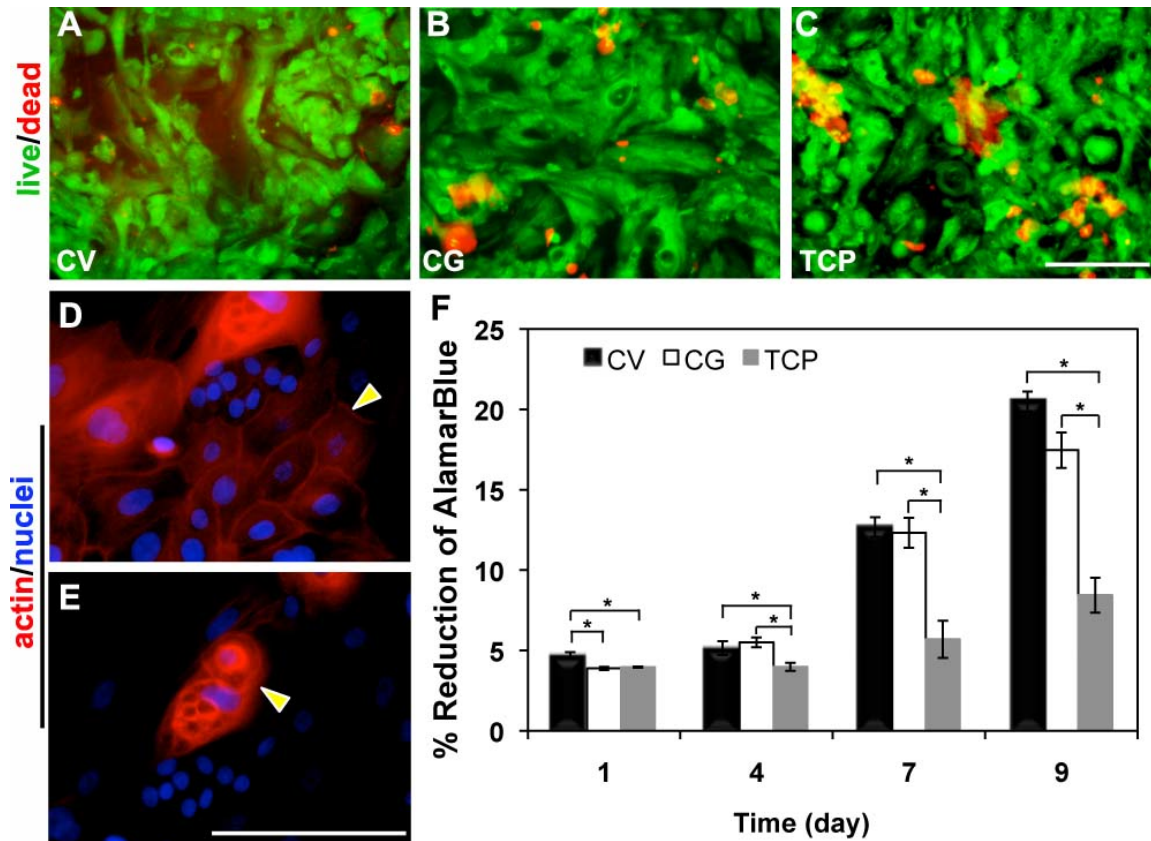 live/dead
A
CV
B
CG
C
TCP
actin/nuclei
D
E
F
% Reduction of AlamarBlue
25
20
15
10
5
0
CV CG TCP
* * * * * * * *
1 4 7 9
Time (day)